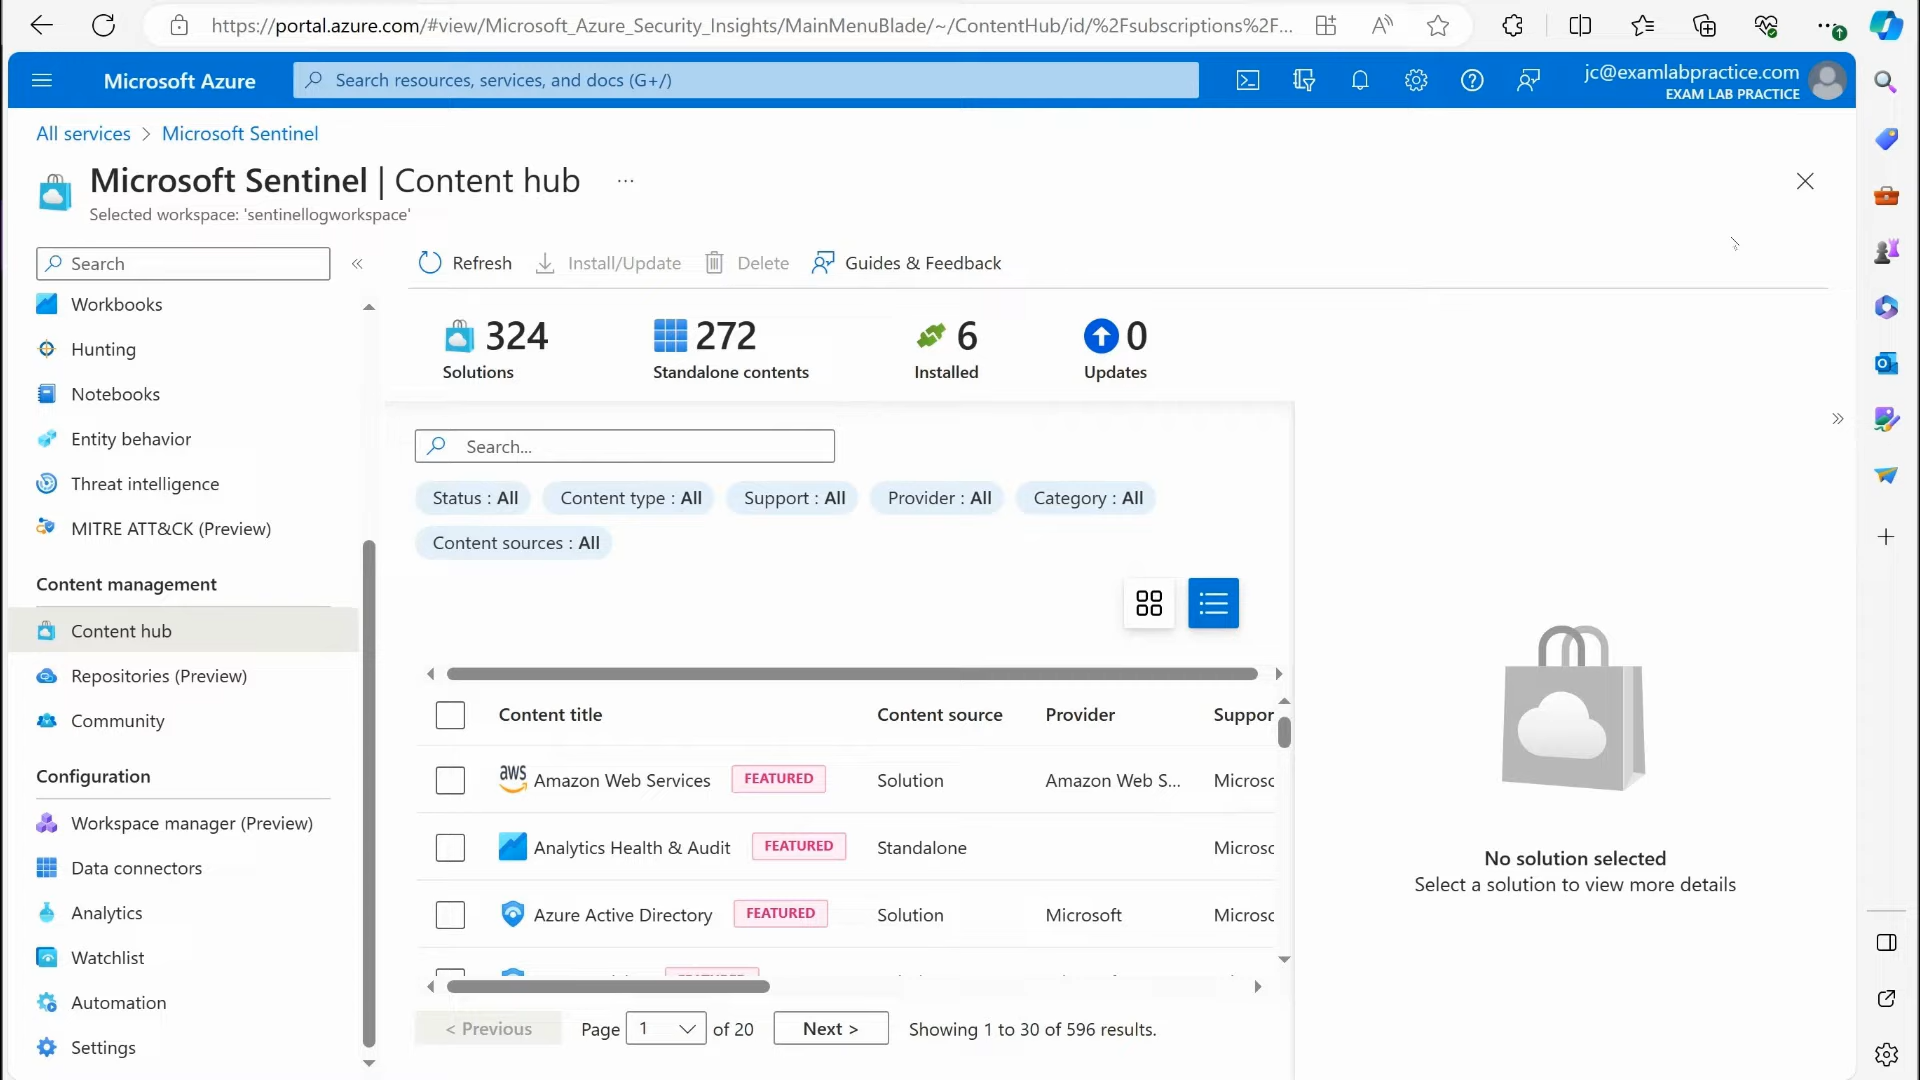 https://portal.azure.com/#view/Microsoft_Azure_Security_Insights/MainMenuBlade/~/ContentHub/id/%2Fsubscriptions%2F...
Microsoft Azure
Search resources, services, and docs (G+/)
jc@examlabpractice.com
EXAM LAB PRACTICE
All services > Microsoft Sentinel
Microsoft Sentinel | Content hub ...
Selected workspace: 'sentinellogworkspace'
Search
Refresh Install/Update Delete Guides & Feedback
Workbooks
Hunting
Notebooks
Entity behavior
Threat intelligence
MITRE ATT&CK (Preview)
Content management
Content hub
Repositories (Preview)
Community
Configuration
Workspace manager (Preview)
Data connectors
Analytics
Watchlist
Automation
Settings
324 272 6 0
Solutions Standalone contents Installed Updates
Search...
Status : All Content type : All Support : All Provider : All Category : All
Content sources : All
Content title Content source Provider Suppor
aws Amazon Web Services FEATURED Solution Amazon Web S... Microsc
Analytics Health & Audit FEATURED Standalone Microsc
Azure Active Directory FEATURED Solution Microsoft Microsc
< Previous Page 1 of 20 Next > Showing 1 to 30 of 596 results.
No solution selected
Select a solution to view more details